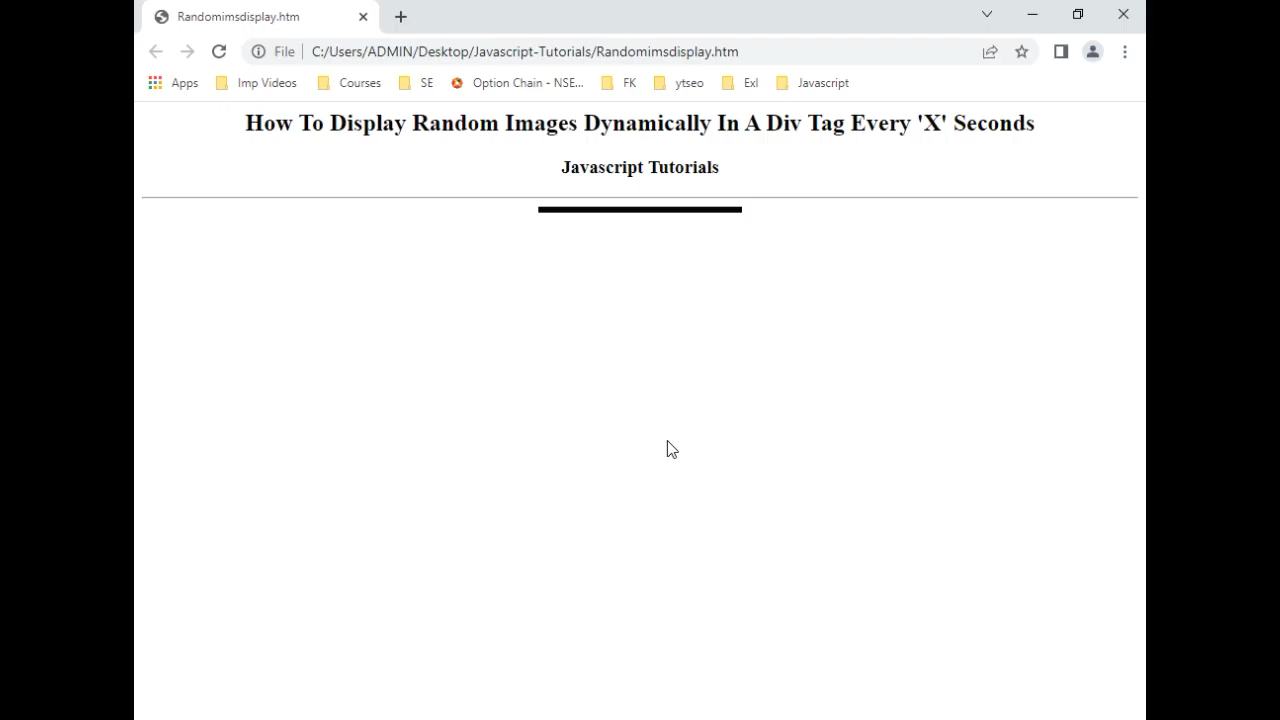 Randomimsdisplay.htm
File C:/Users/ADMIN/Desktop/Javascript-Tutorials/Randomimsdisplay.htm
Apps Imp Videos Courses SE Option Chain - NSE... FK ytseo Exl Javascript
How To Display Random Images Dynamically In A Div Tag Every 'X' Seconds
Javascript Tutorials